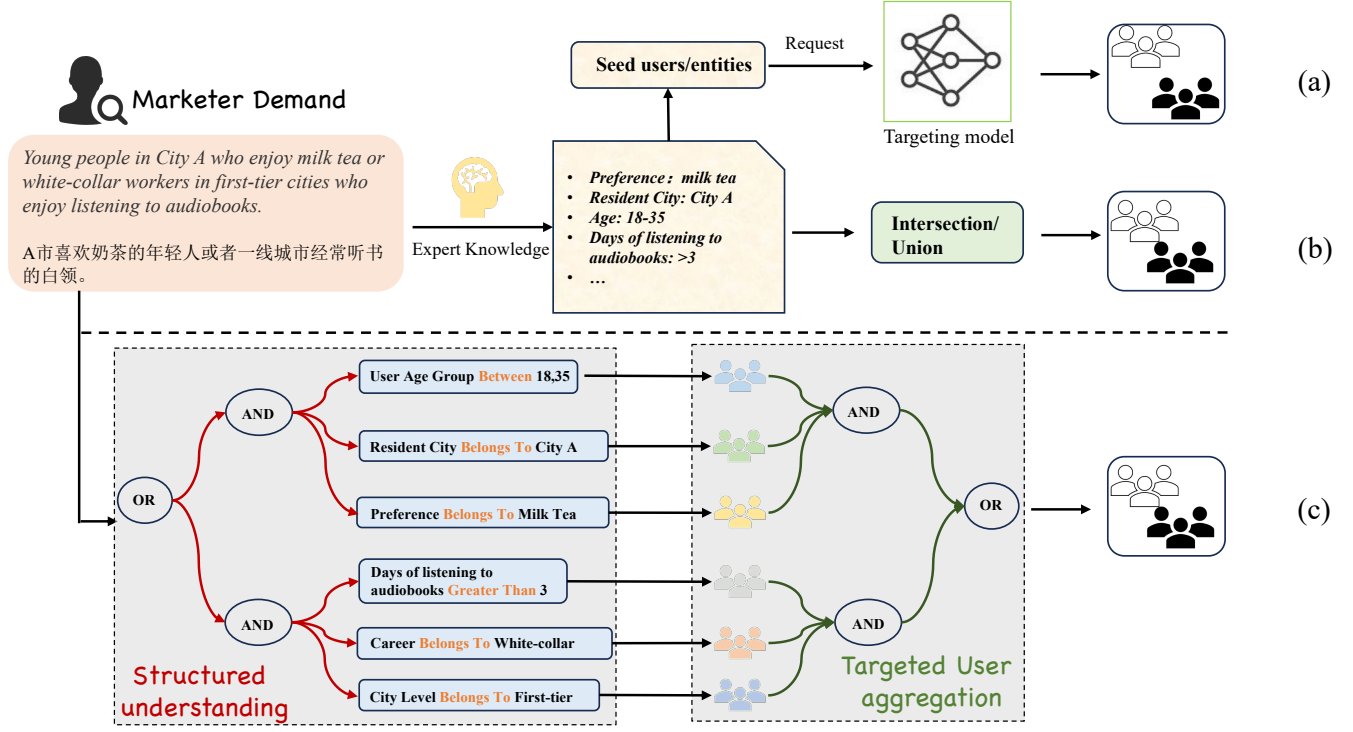 Marketer Demand
Young people in City A who enjoy milk tea or
white-collar workers in first-tier cities who
enjoy listening to audiobooks.
A市喜欢奶茶的年轻人或者一线城市经常听书
的白领。
Expert Knowledge
Seed users/entities
Request
Targeting model
(a)
• Preference：milk tea
• Resident City: City A
• Age: 18-35
• Days of listening to
audiobooks: >3
• …
Intersection/
Union
(b)
OR
AND
AND
User Age Group Between 18,35
Resident City Belongs To City A
Preference Belongs To Milk Tea
Days of listening to
audiobooks Greater Than 3
Career Belongs To White-collar
City Level Belongs To First-tier
Structured
understanding
AND
AND
OR
Targeted User
aggregation
(c)